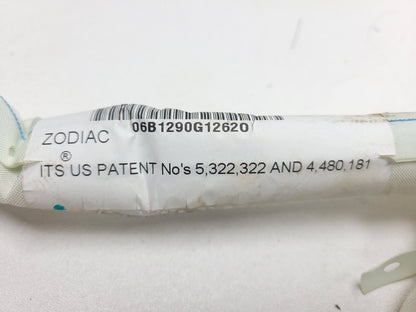 06B1290G12620
ZODIAC
®
ITS US PATENT No's 5,322,322 AND 4,480,181